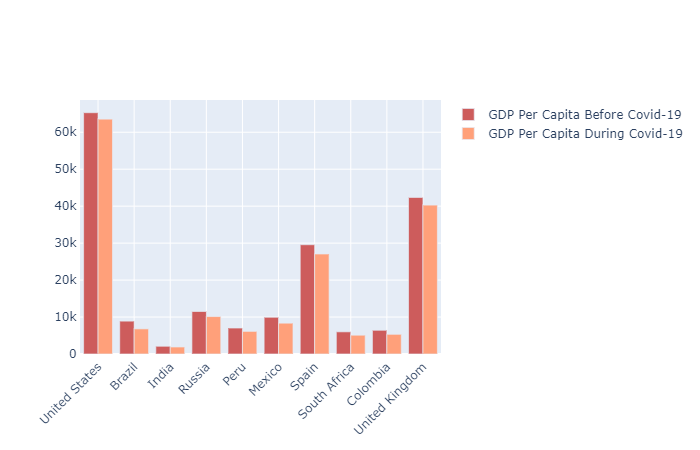 GDP Per Capita Before Covid-19
GDP Per Capita During Covid-19
60k
50k
40k
30k
20k
10k
0
United States
Brazil
India
Russia
Peru
Mexico
Spain
South Africa
Colombia
United Kingdom